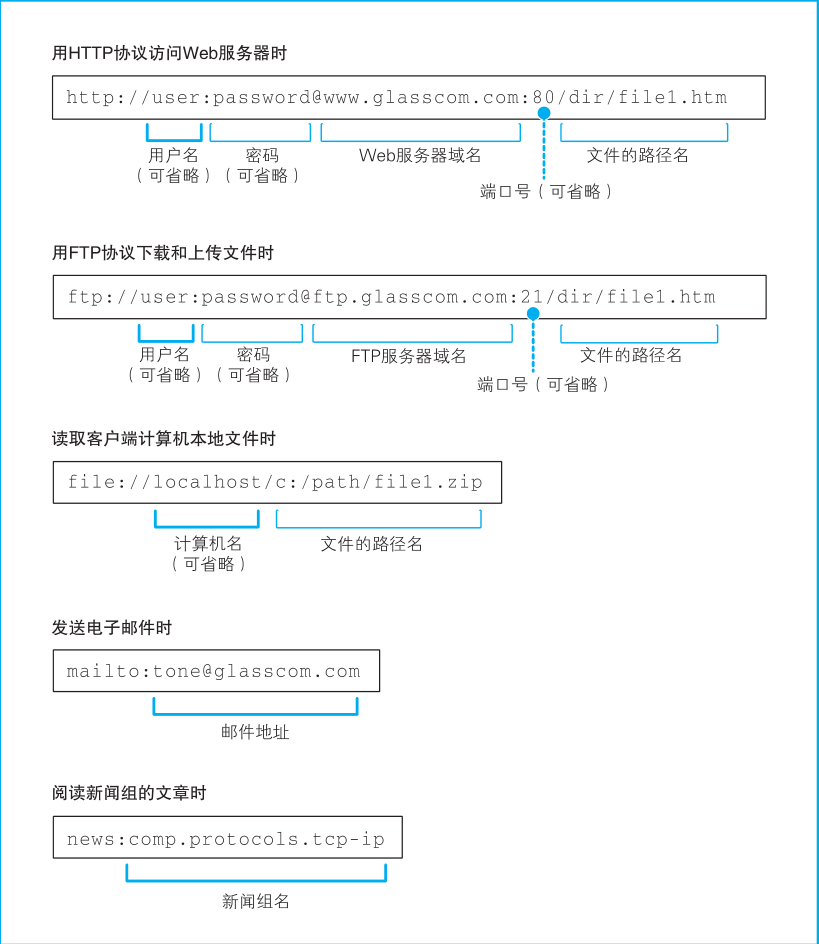 用HTTP协议访问Web服务器时
http://user:password@www.glasscom.com:80/dir/file1.htm
用户名 密码 Web服务器域名 文件的路径名
（可省略）（可省略）
端口号（可省略）
用FTP协议下载和上传文件时
ftp://user:password@ftp.glasscom.com:21/dir/file1.htm
用户名 密码 FTP服务器域名 文件的路径名
（可省略）（可省略）
端口号（可省略）
读取客户端计算机本地文件时
file://localhost/c:/path/file1.zip
计算机名 文件的路径名
（可省略）
发送电子邮件时
mailto:tone@glasscom.com
邮件地址
阅读新闻组的文章时
news:comp.protocols.tcp-ip
新闻组名